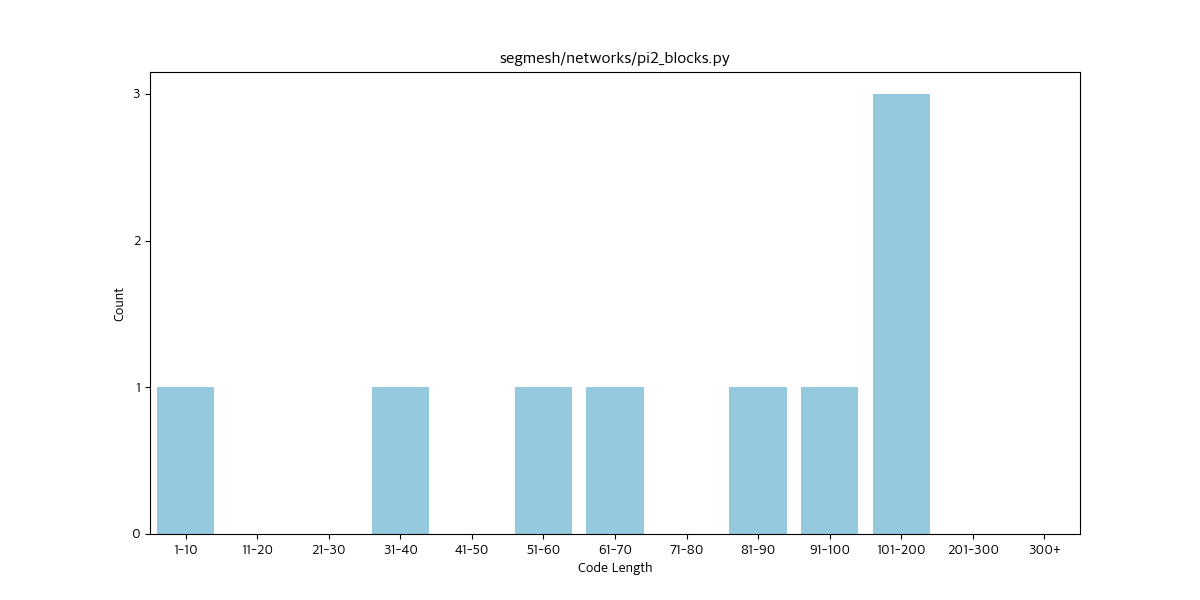 segmesh/networks/pi2_blocks.py
3
2
1
0
Count
1-10 11-20 21-30 31-40 41-50 51-60 61-70 71-80 81-90 91-100 101-200 201-300 300+
Code Length